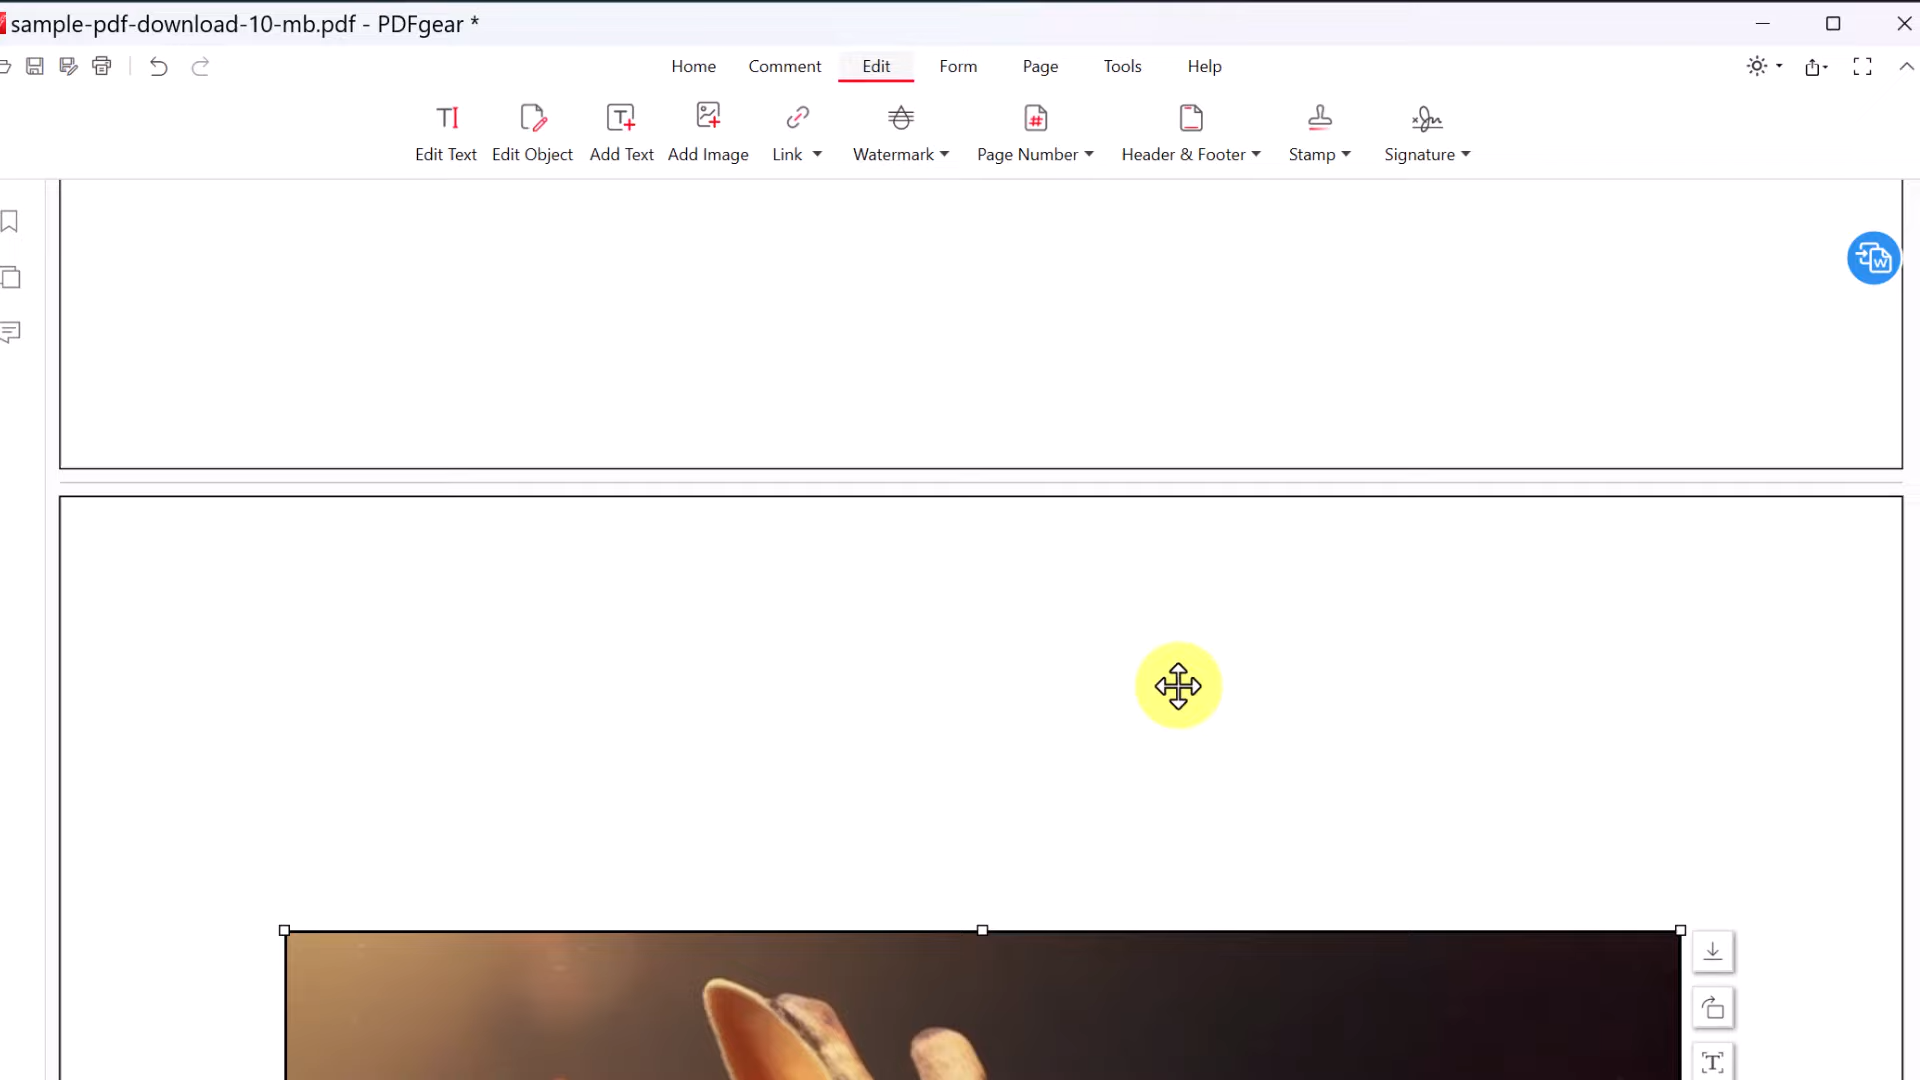 sample-pdf-download-10-mb.pdf - PDFgear *
Home Comment Edit Form Page Tools Help
Edit Text Edit Object Add Text Add Image Link Watermark Page Number Header & Footer Stamp Signature